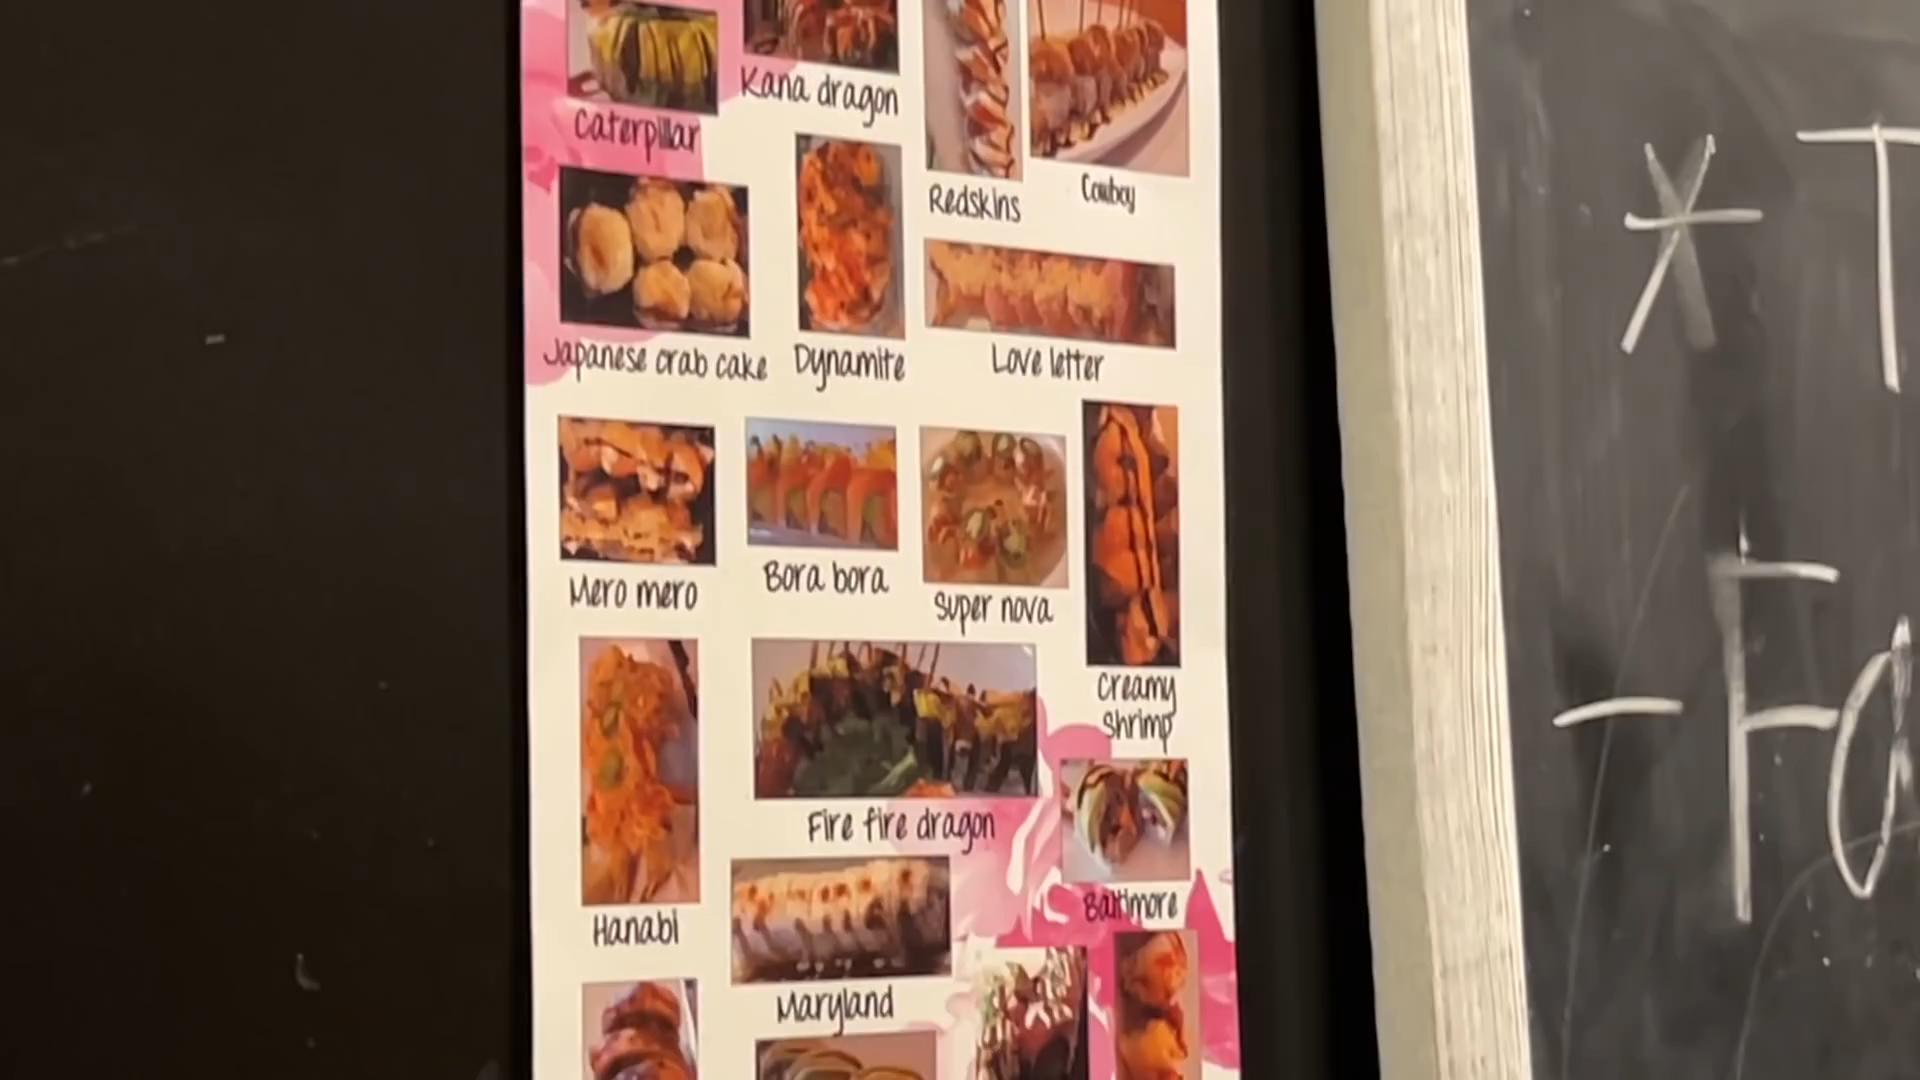 Caterpillar
Kana dragon
Redskins
Cowboy
Japanese crab cake
Dynamite
Love letter
Mero mero
Bora bora
Super nova
Creamy
shrimp
Fire fire dragon
Hanabi
Baltimore
Maryland
* T
- Fa